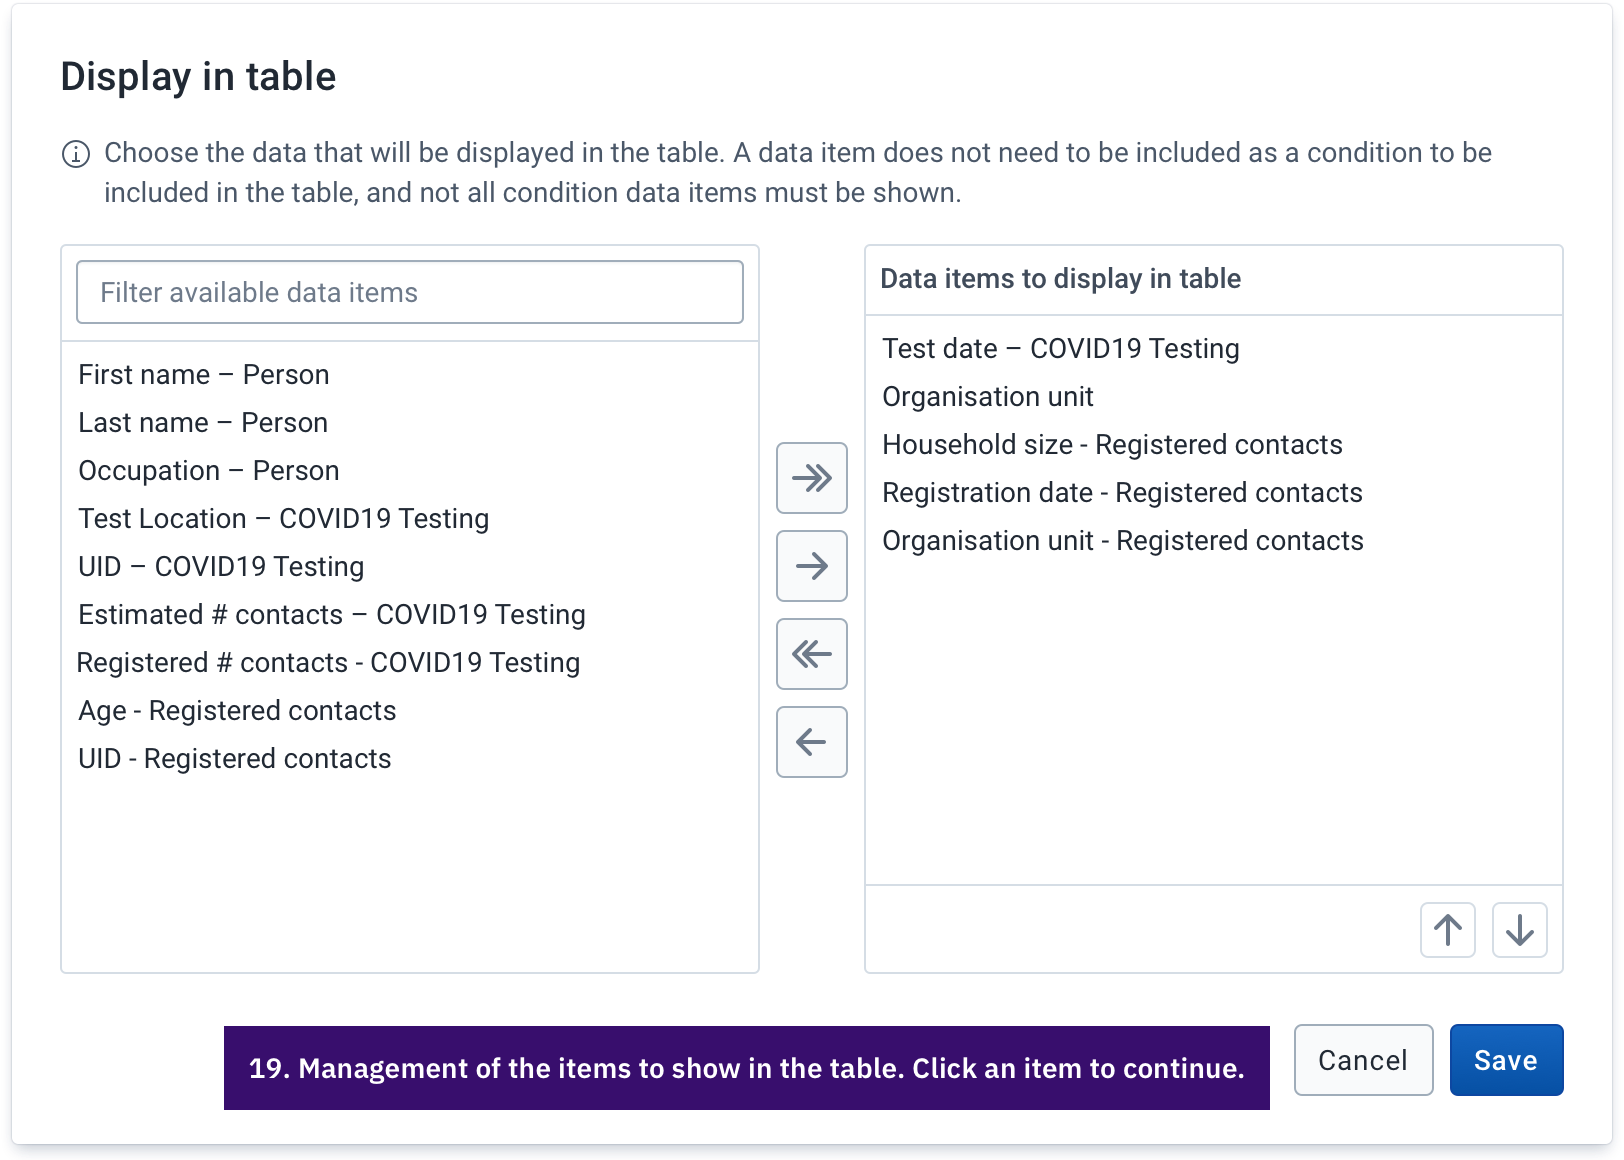 Display in table
Choose the data that will be displayed in the table. A data item does not need to be included as a condition to be
included in the table, and not all condition data items must be shown.
Filter available data items
First name – Person
Last name – Person
Occupation – Person
Test Location – COVID19 Testing
UID – COVID19 Testing
Estimated # contacts – COVID19 Testing
Registered # contacts - COVID19 Testing
Age - Registered contacts
UID - Registered contacts
Data items to display in table
Test date – COVID19 Testing
Organisation unit
Household size - Registered contacts
Registration date - Registered contacts
Organisation unit - Registered contacts
19. Management of the items to show in the table. Click an item to continue.
Cancel
Save